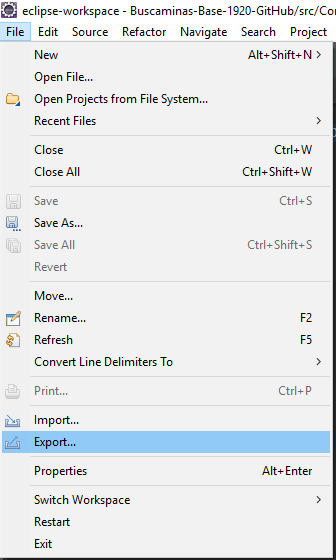 eclipse-workspace - Buscaminas-Base-1920-GitHub/src/Con
File Edit Source Refactor Navigate Search Project
New Alt+Shift+N >
Open File...
Open Projects from File System...
Recent Files >
Close Ctrl+W
Close All Ctrl+Shift+W
Save Ctrl+S
Save As...
Save All Ctrl+Shift+S
Revert
Move...
Rename... F2
Refresh F5
Convert Line Delimiters To >
Print... Ctrl+P
Import...
Export...
Properties Alt+Enter
Switch Workspace >
Restart
Exit